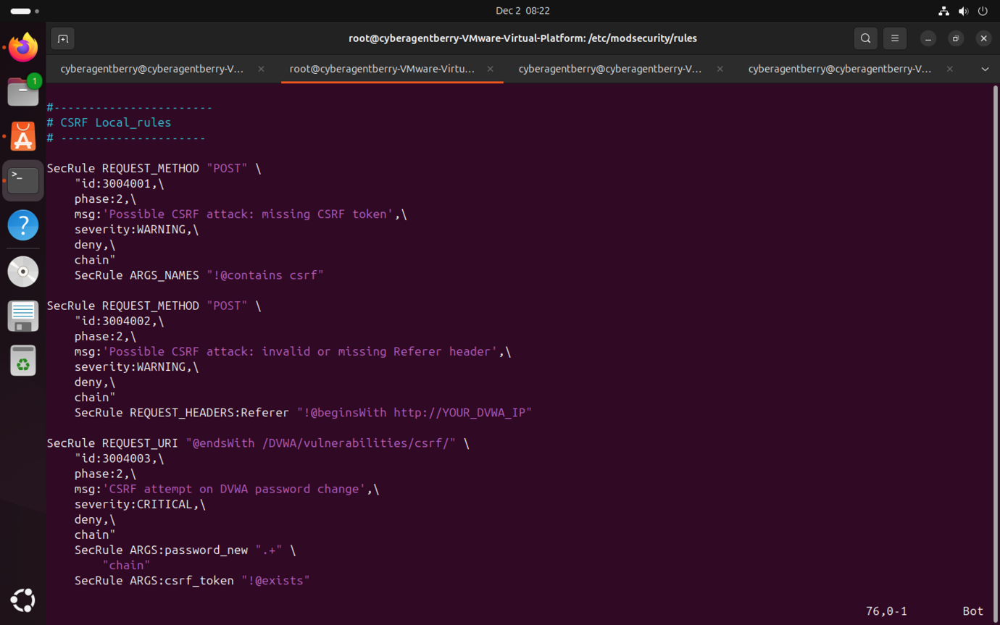 Dec 2 08:22
root@cyberagentberry-VMware-Virtual-Platform: /etc/modsecurity/rules
cyberagentberry@cyberagentberry-V...
root@cyberagentberry-VMware-Virtu...
cyberagentberry@cyberagentberry-V...
cyberagentberry@cyberagentberry-V...
1
#-----------------------
# CSRF Local_rules
# ---------------------
SecRule REQUEST_METHOD "POST" \
    "id:3004001,\
    phase:2,\
    msg:'Possible CSRF attack: missing CSRF token',\
    severity:WARNING,\
    deny,\
    chain"
    SecRule ARGS_NAMES "!@contains csrf"
SecRule REQUEST_METHOD "POST" \
    "id:3004002,\
    phase:2,\
    msg:'Possible CSRF attack: invalid or missing Referer header',\
    severity:WARNING,\
    deny,\
    chain"
    SecRule REQUEST_HEADERS:Referer "!@beginsWith http://YOUR_DVWA_IP"
SecRule REQUEST_URI "@endsWith /DVWA/vulnerabilities/csrf/" \
    "id:3004003,\
    phase:2,\
    msg:'CSRF attempt on DVWA password change',\
    severity:CRITICAL,\
    deny,\
    chain"
    SecRule ARGS:password_new ".+" \
        "chain"
    SecRule ARGS:csrf_token "!@exists"
76,0-1 Bot